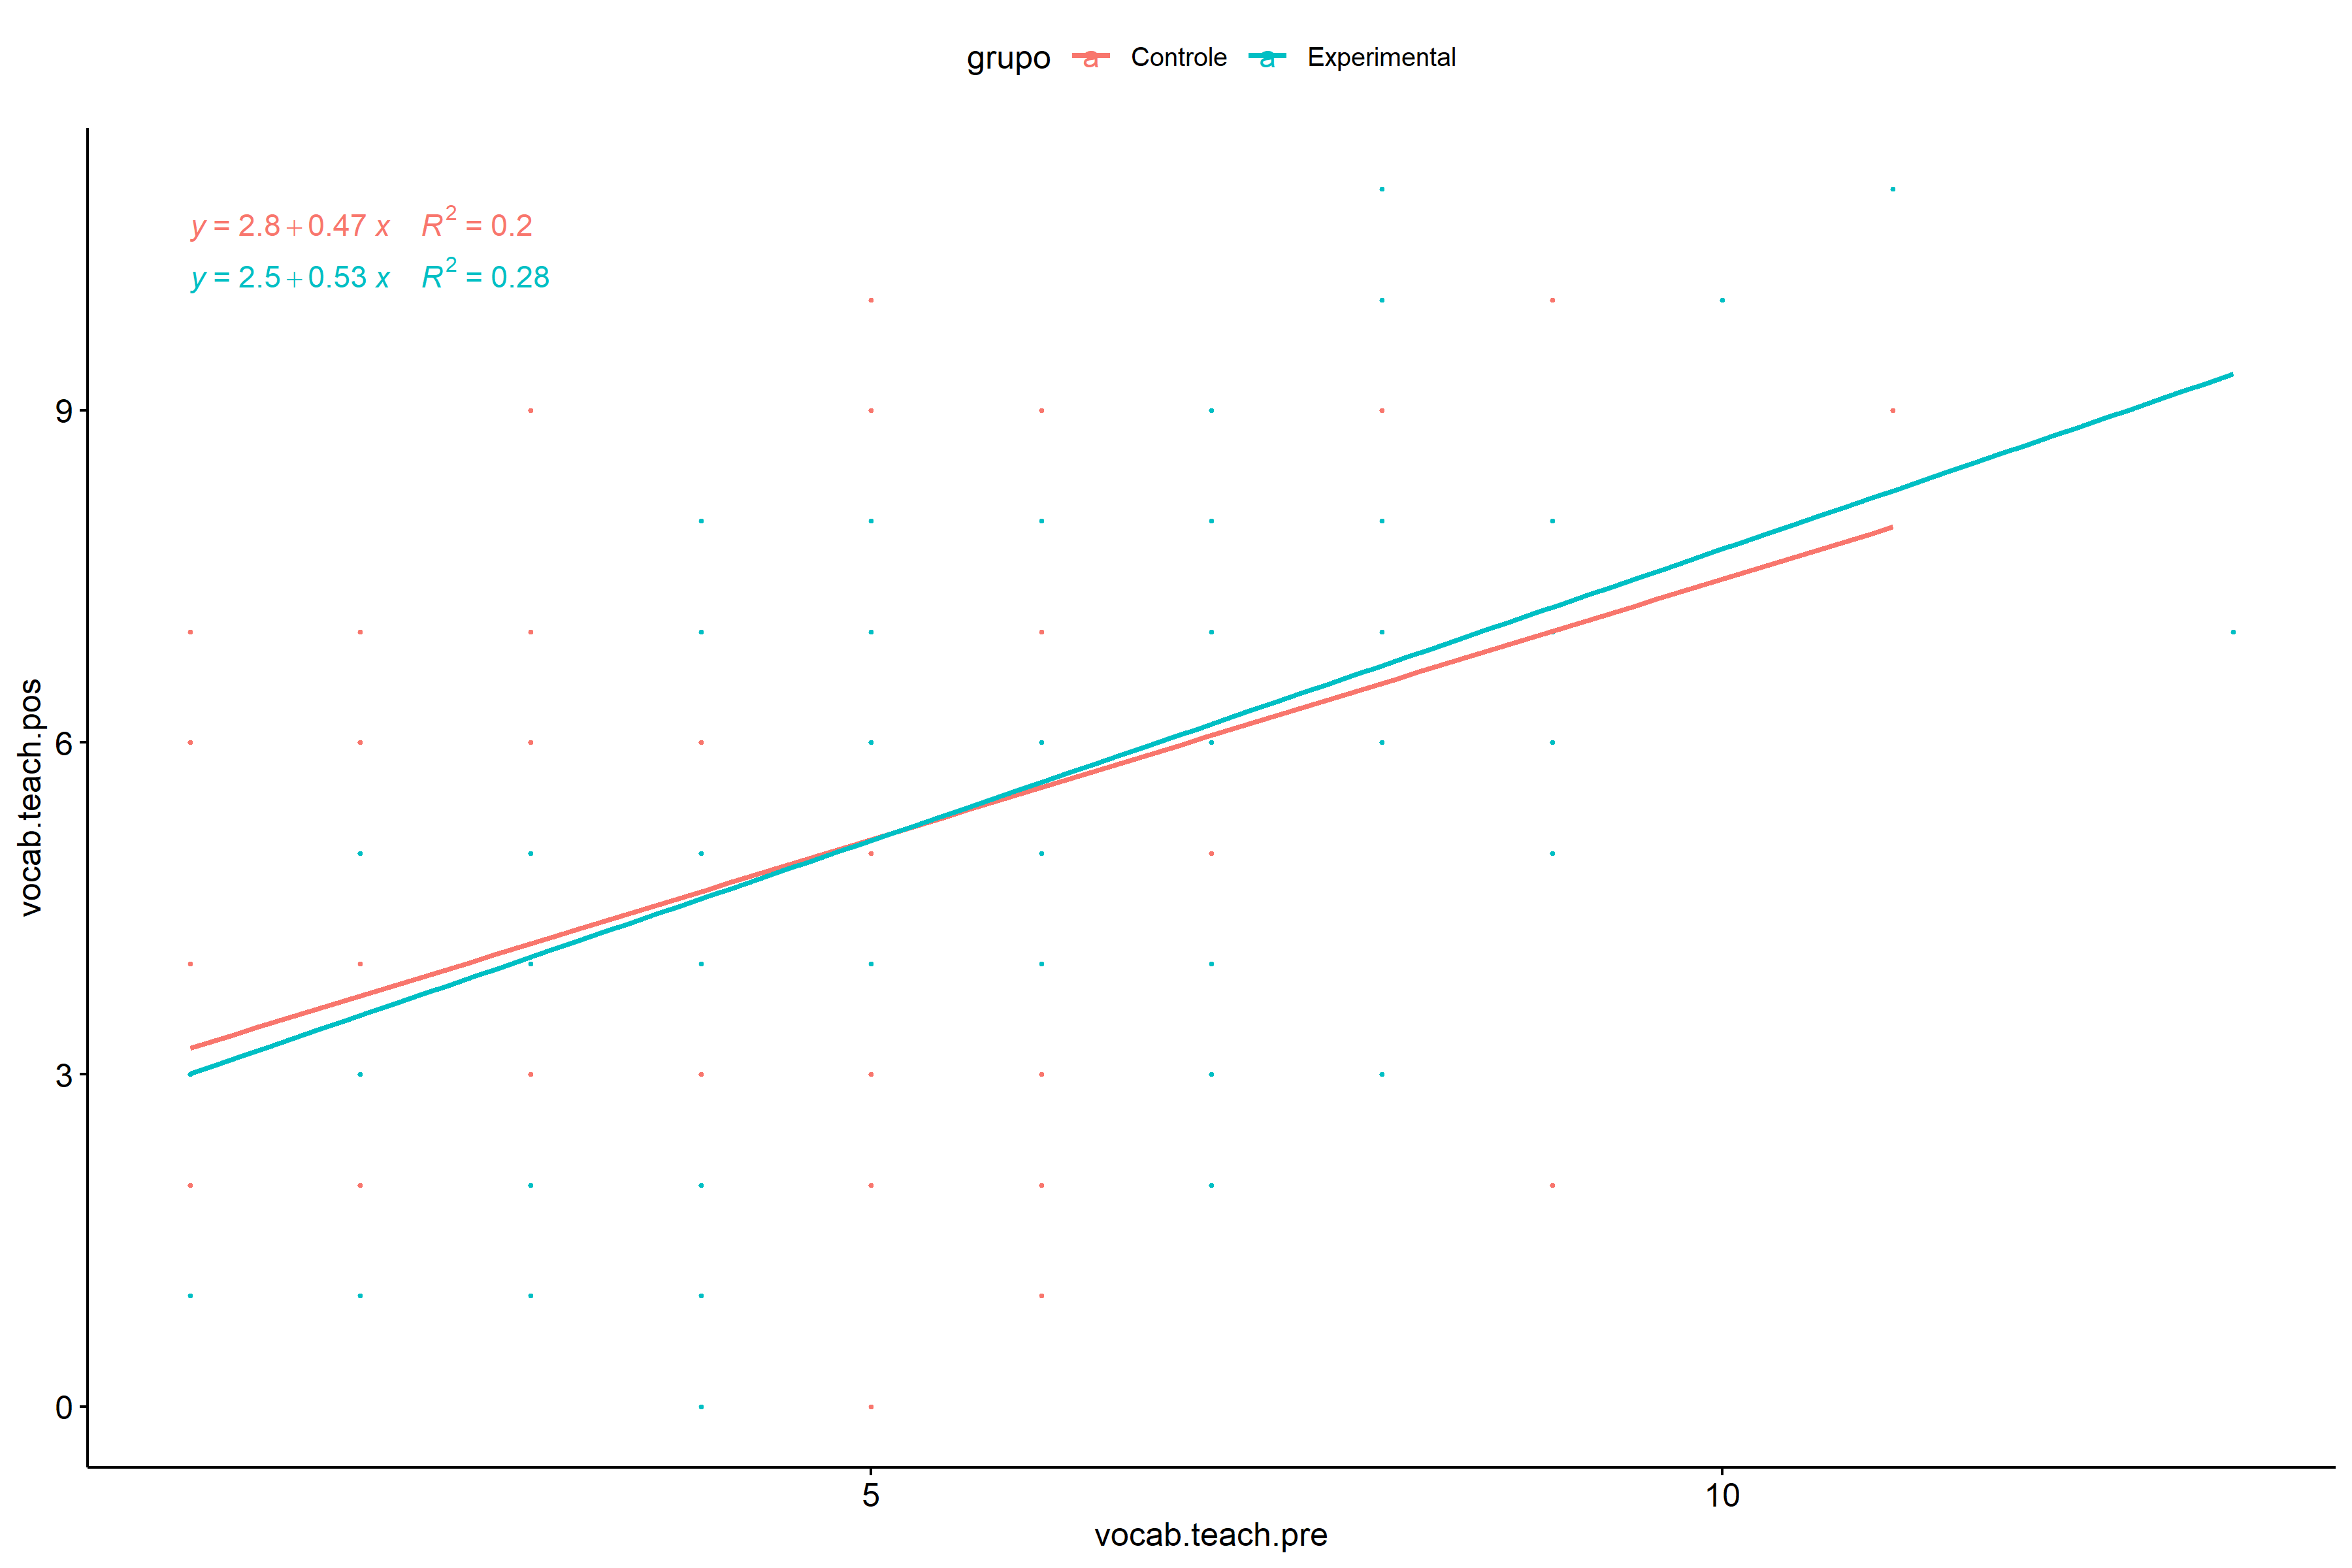 grupo a Controle a Experimental
y = 2.8 + 0.47 x R² = 0.2
y = 2.5 + 0.53 x R² = 0.28
9
6
3
0
vocab.teach.pos
5 10
vocab.teach.pre